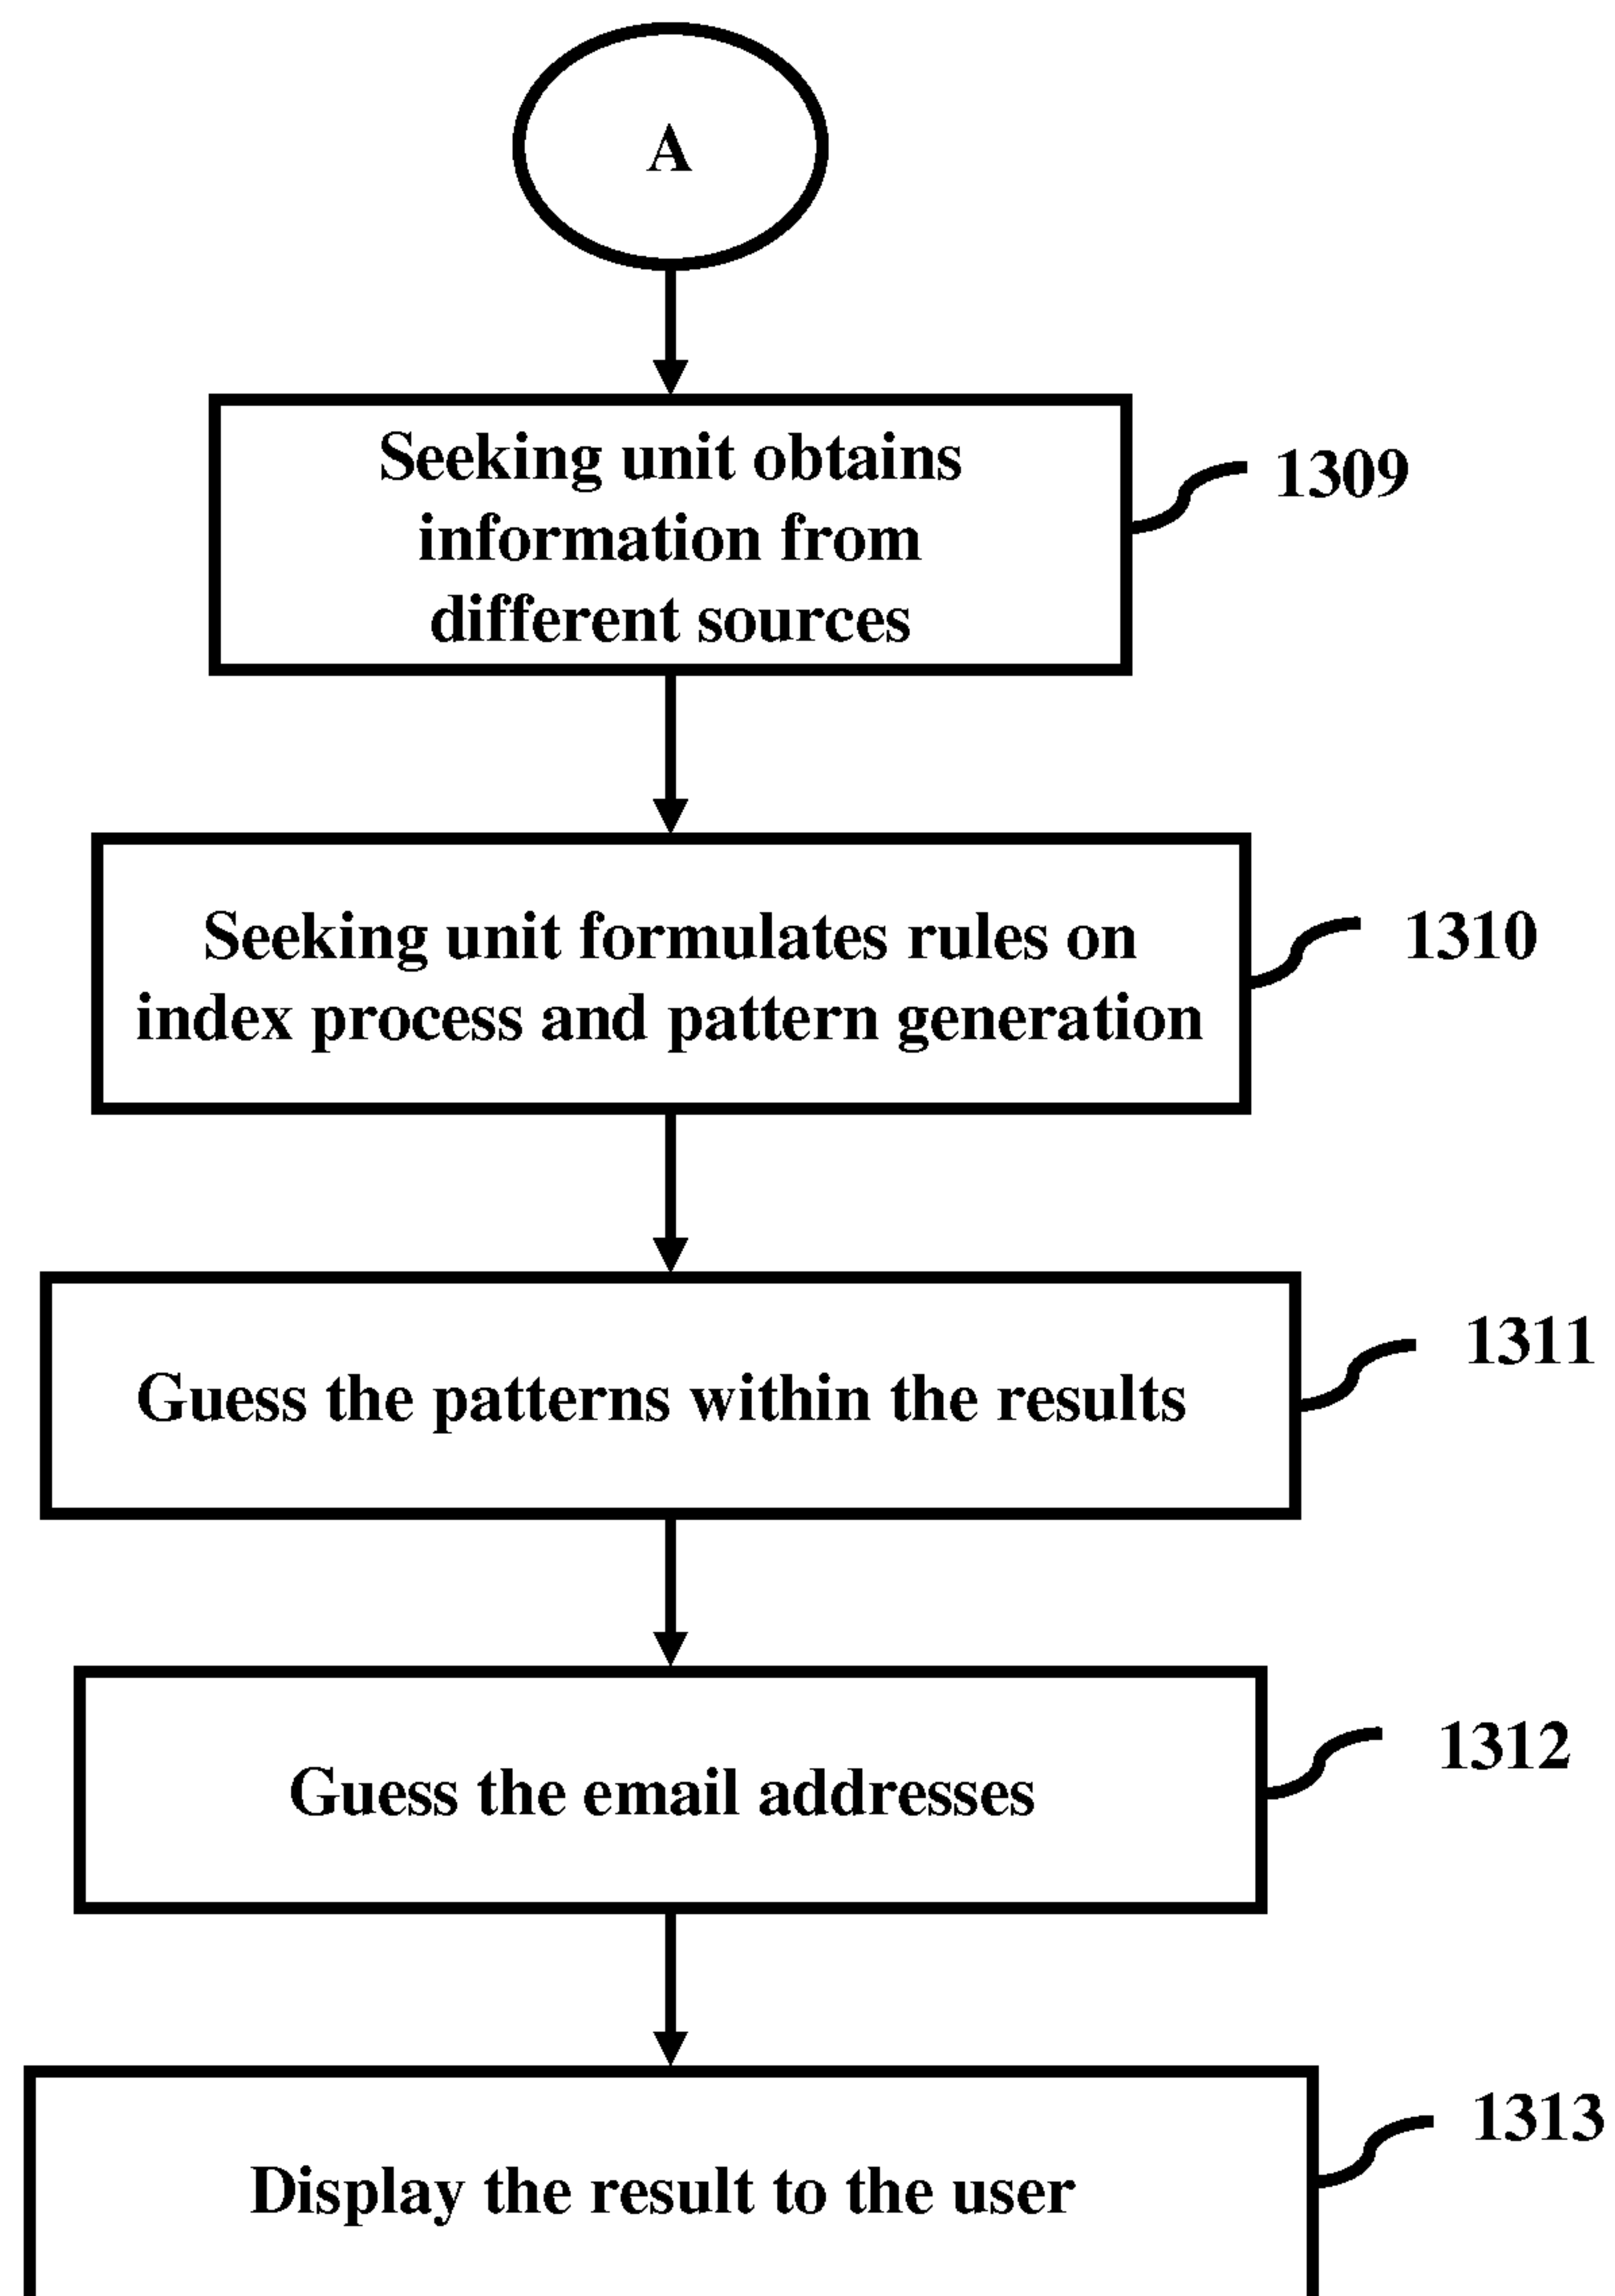 A
Seeking unit obtains
information from
different sources
1309
Seeking unit formulates rules on
index process and pattern generation
1310
Guess the patterns within the results
1311
Guess the email addresses
1312
Display the result to the user
1313